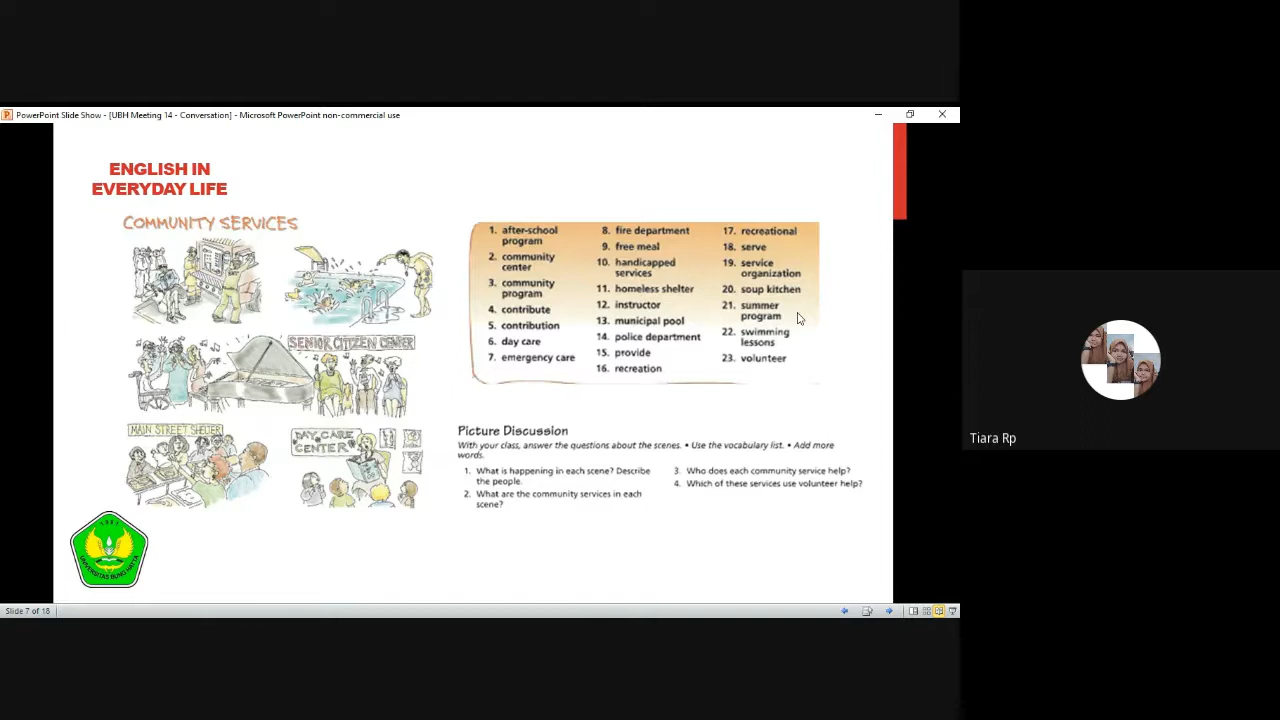 PowerPoint Slide Show - [UBH Meeting 14 - Conversation] - Microsoft PowerPoint non-commercial use
ENGLISH IN
EVERYDAY LIFE
COMMUNITY SERVICES
SENIOR CITIZEN CENTER
MAIN STREET SHELTER
DAY CARE
CENTER
1. after-school
program
2. community
center
3. community
program
4. contribute
5. contribution
6. day care
7. emergency care
8. fire department
9. free meal
10. handicapped
services
11. homeless shelter
12. instructor
13. municipal pool
14. police department
15. provide
16. recreation
17. recreational
18. serve
19. service
organization
20. soup kitchen
21. summer
program
22. swimming
lessons
23. volunteer
Picture Discussion
With your class, answer the questions about the scenes. • Use the vocabulary list. • Add more
words.
1. What is happening in each scene? Describe
the people.
2. What are the community services in each
scene?
3. Who does each community service help?
4. Which of these services use volunteer help?
1981
UNIVERSITAS BUNG HATTA
Slide 7 of 18
Tiara Rp